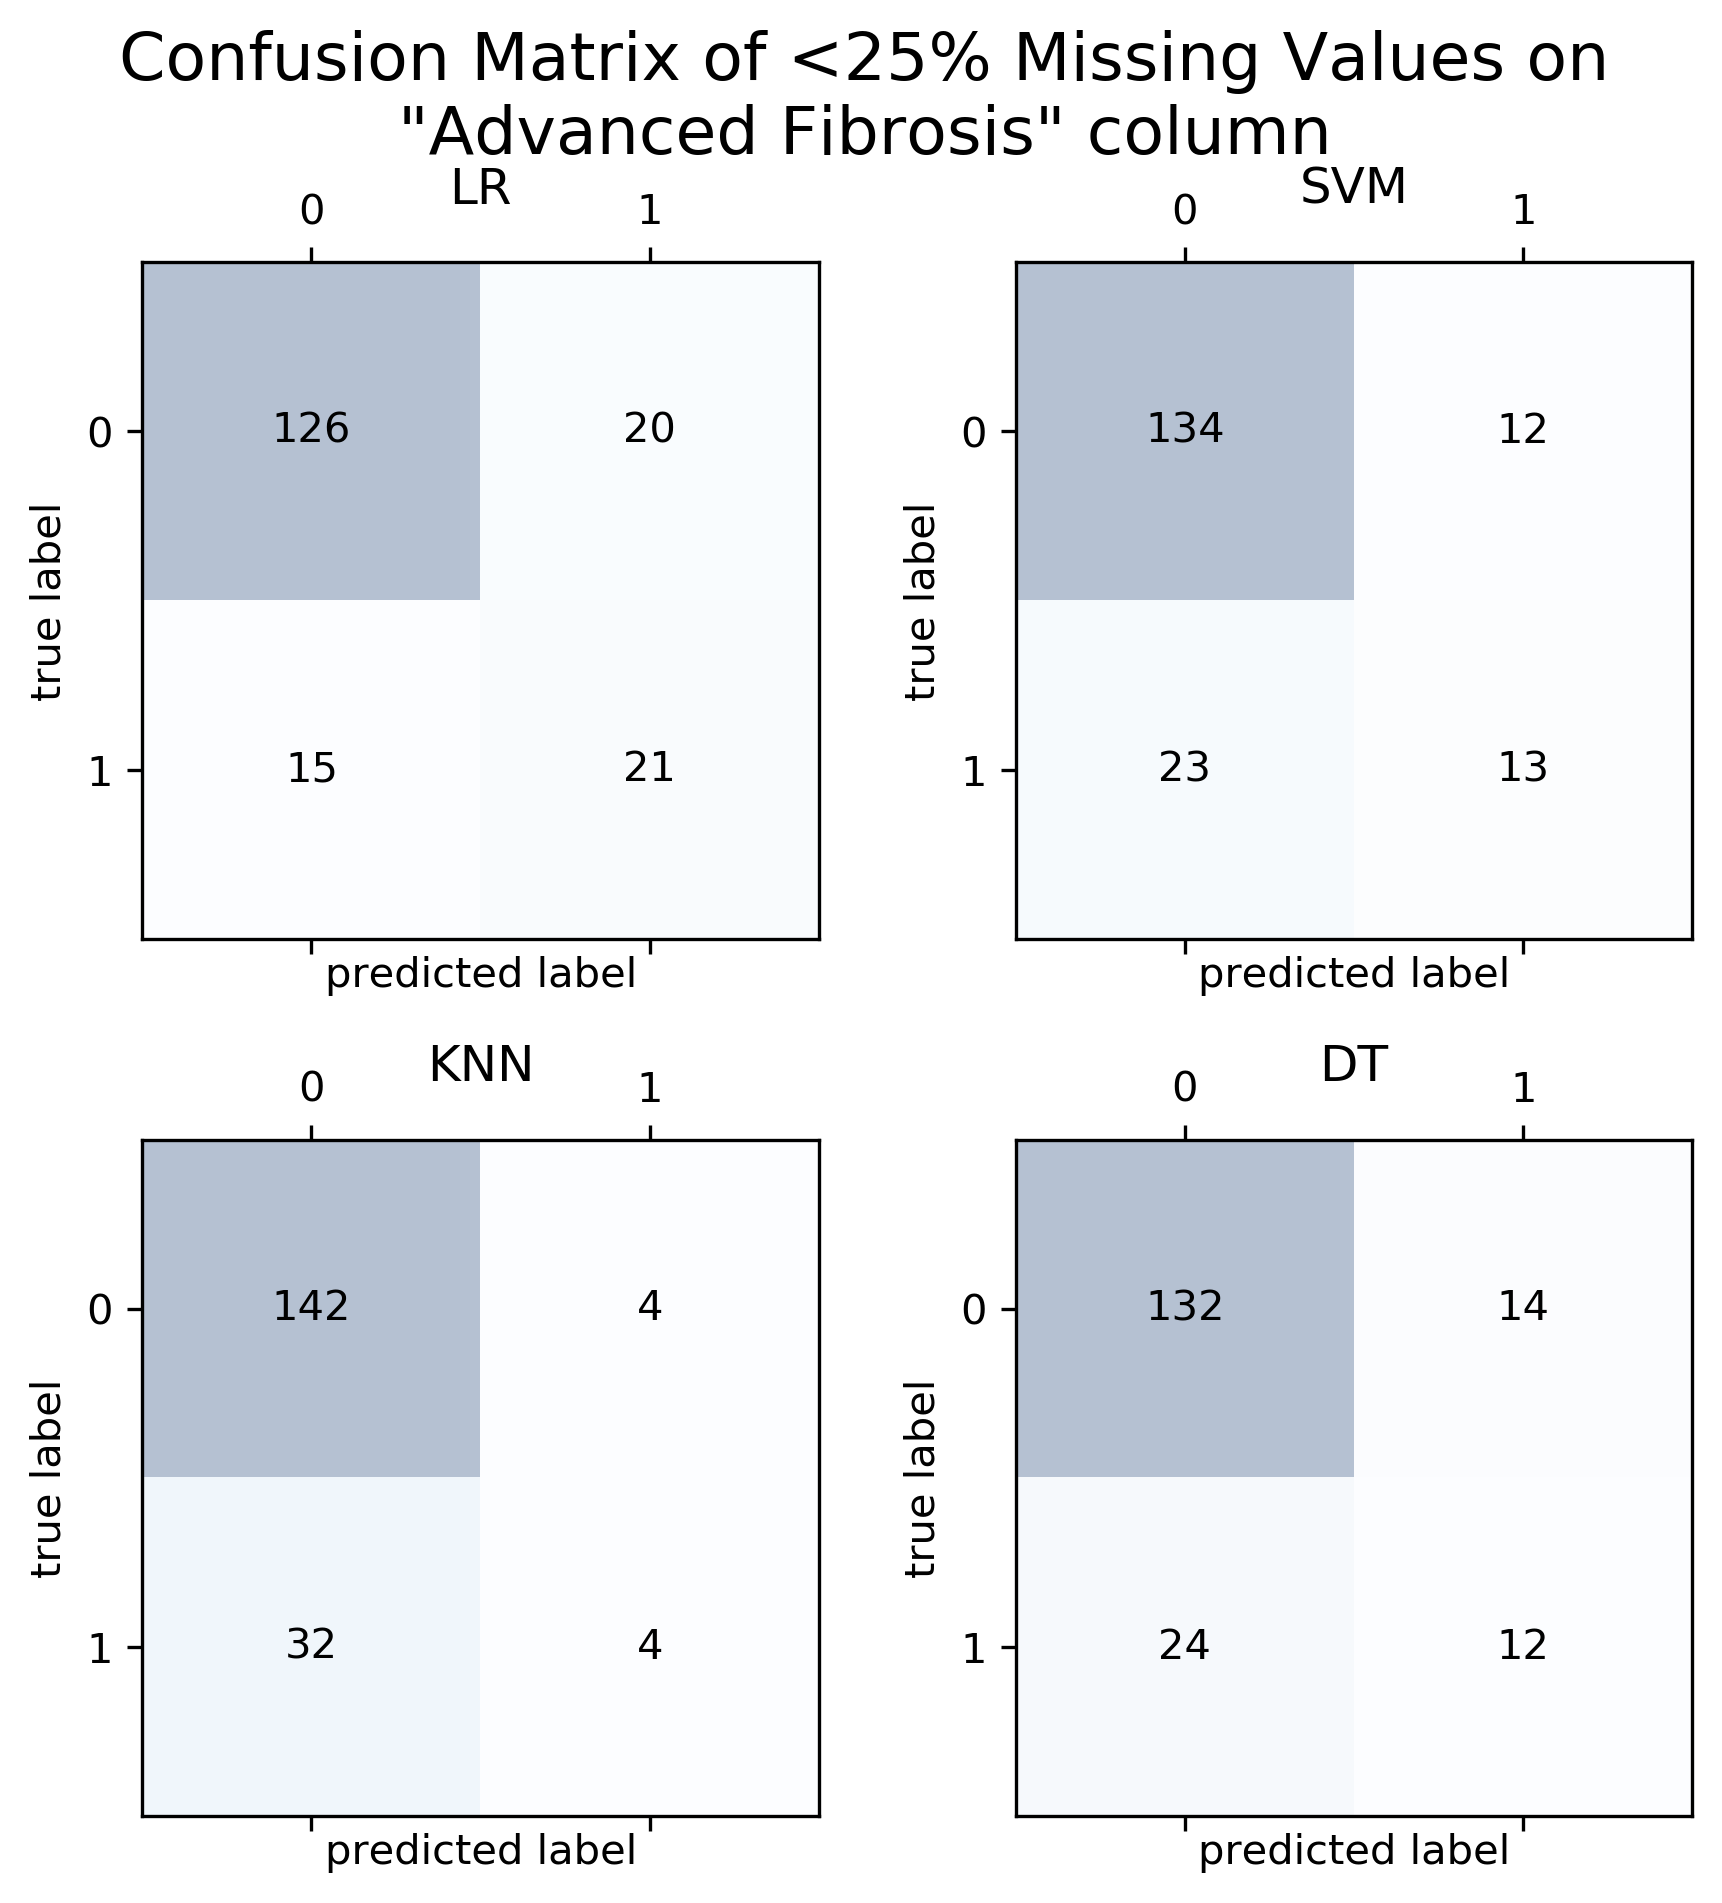 Confusion Matrix of <25% Missing Values on
"Advanced Fibrosis" column
LR
0 1
0 126 20
true label
1 15 21
predicted label
SVM
0 1
0 134 12
true label
1 23 13
predicted label
KNN
0 1
0 142 4
true label
1 32 4
predicted label
DT
0 1
0 132 14
true label
1 24 12
predicted label